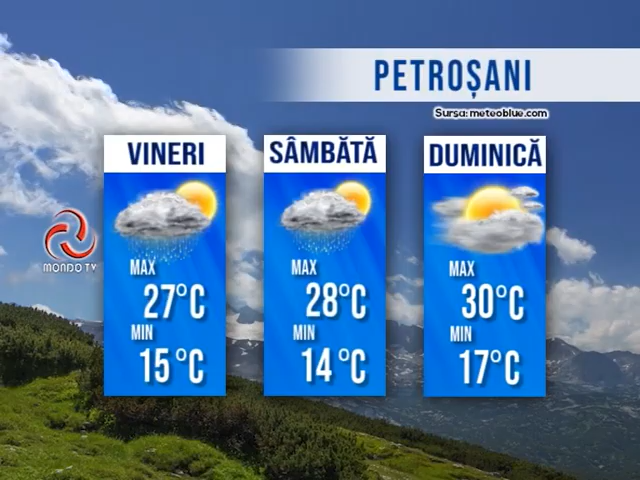 PETROȘANI
Sursa: meteoblue.com
VINERI
MAX
27°C
MIN
15 °C
SÂMBĂTĂ
MAX
28°C
MIN
14 °C
DUMINICĂ
MAX
30°C
MIN
17°C
MONDO TV